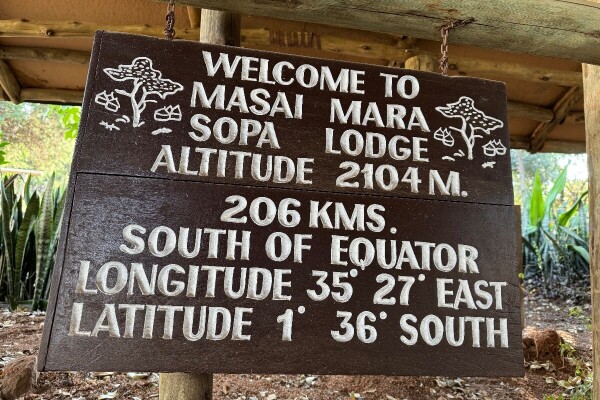 WELCOME TO
MASAI MARA
SOPA LODGE
ALTITUDE 2104 M.
206 KMS.
SOUTH OF EQUATOR
LONGITUDE 35° 27° EAST
LATITUDE 1° 36° SOUTH